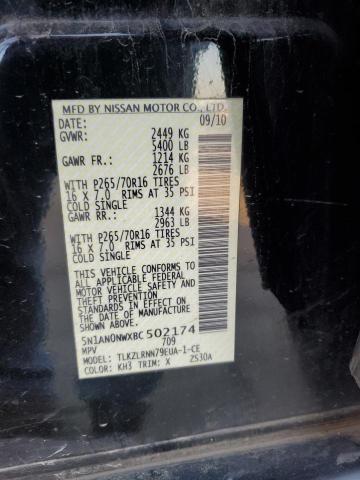 MFD BY NISSAN MOTOR CO., LTD.
DATE: 09/10
GVWR: 2449 KG
5400 LB
GAWR FR.: 1214 KG
2676 LB
WITH P265/70R16 TIRES
16 X 7.0 RIMS AT 35 PSI
COLD SINGLE
GAWR RR.: 1344 KG
2963 LB
WITH P265/70R16 TIRES
16 X 7.0 RIMS AT 35 PSI
COLD SINGLE
THIS VEHICLE CONFORMS TO
ALL APPLICABLE FEDERAL
MOTOR VEHICLE SAFETY AND
THEFT PREVENTION STANDARDS
IN EFFECT ON THE DATE OF
MANUFACTURE SHOWN ABOVE.
5N1AN0NWXBC502174
MPV 709
MODEL: TLKZLRNN79EUA-1-CE
COLOR: KH3 TRIM: X ZS30A